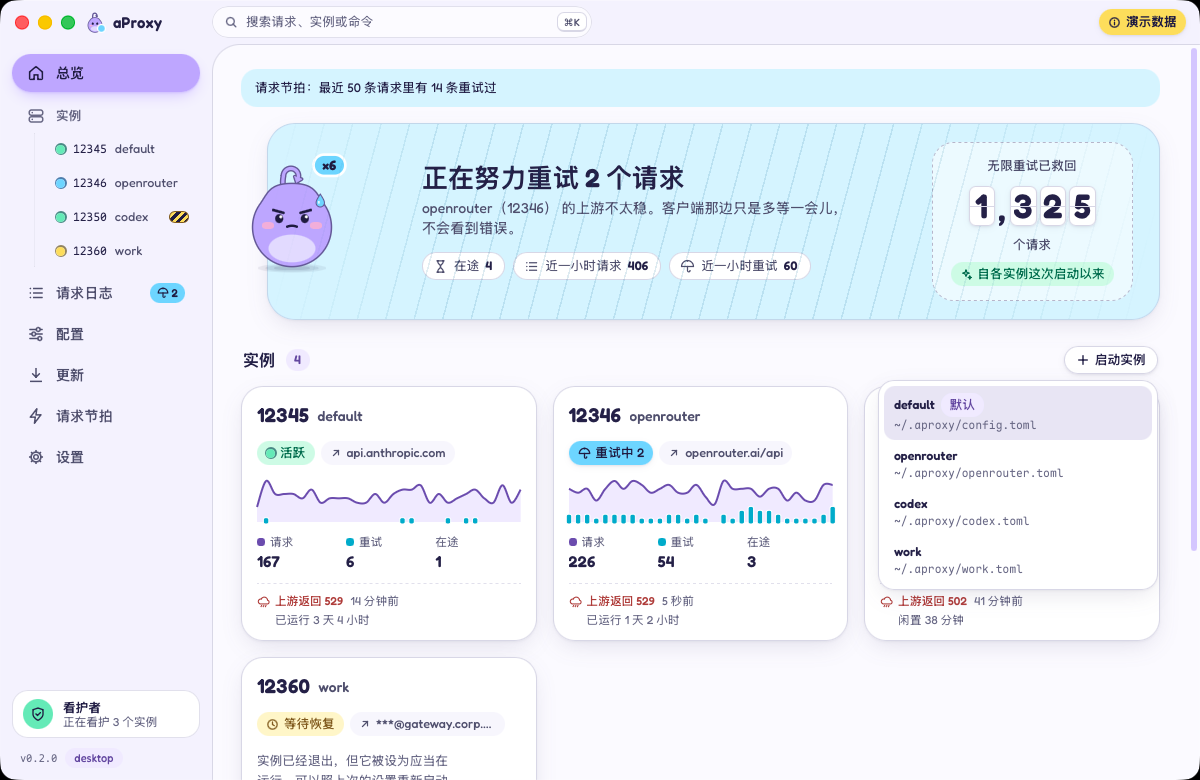 aProxy
搜索请求、实例或命令
⌘K
演示数据
总览
实例
12345 default
12346 openrouter
12350 codex
12360 work
请求日志
2
配置
更新
请求节拍
设置
看护者
正在看护 3 个实例
v0.2.0 desktop
请求节拍：最近 50 条请求里有 14 条重试过
×6
正在努力重试 2 个请求
openrouter（12346） 的上游不太稳。客户端那边只是多等一会儿，
不会看到错误。
在途 4
近一小时请求 406
近一小时重试 60
无限重试已救回
1,325
个请求
自各实例这次启动以来
实例 4
启动实例
12345 default
活跃
api.anthropic.com
请求 重试 在途
167 6 1
上游返回 529 14 分钟前
已运行 3 天 4 小时
12346 openrouter
重试中 2
openrouter.ai/api
请求 重试 在途
226 54 3
上游返回 529 5 秒前
已运行 1 天 2 小时
default 默认
~/.aproxy/config.toml
openrouter
~/.aproxy/openrouter.toml
codex
~/.aproxy/codex.toml
work
~/.aproxy/work.toml
上游返回 502 41 分钟前
闲置 38 分钟
12360 work
等待恢复
***@gateway.corp....
实例已经退出，但它被设为应当在